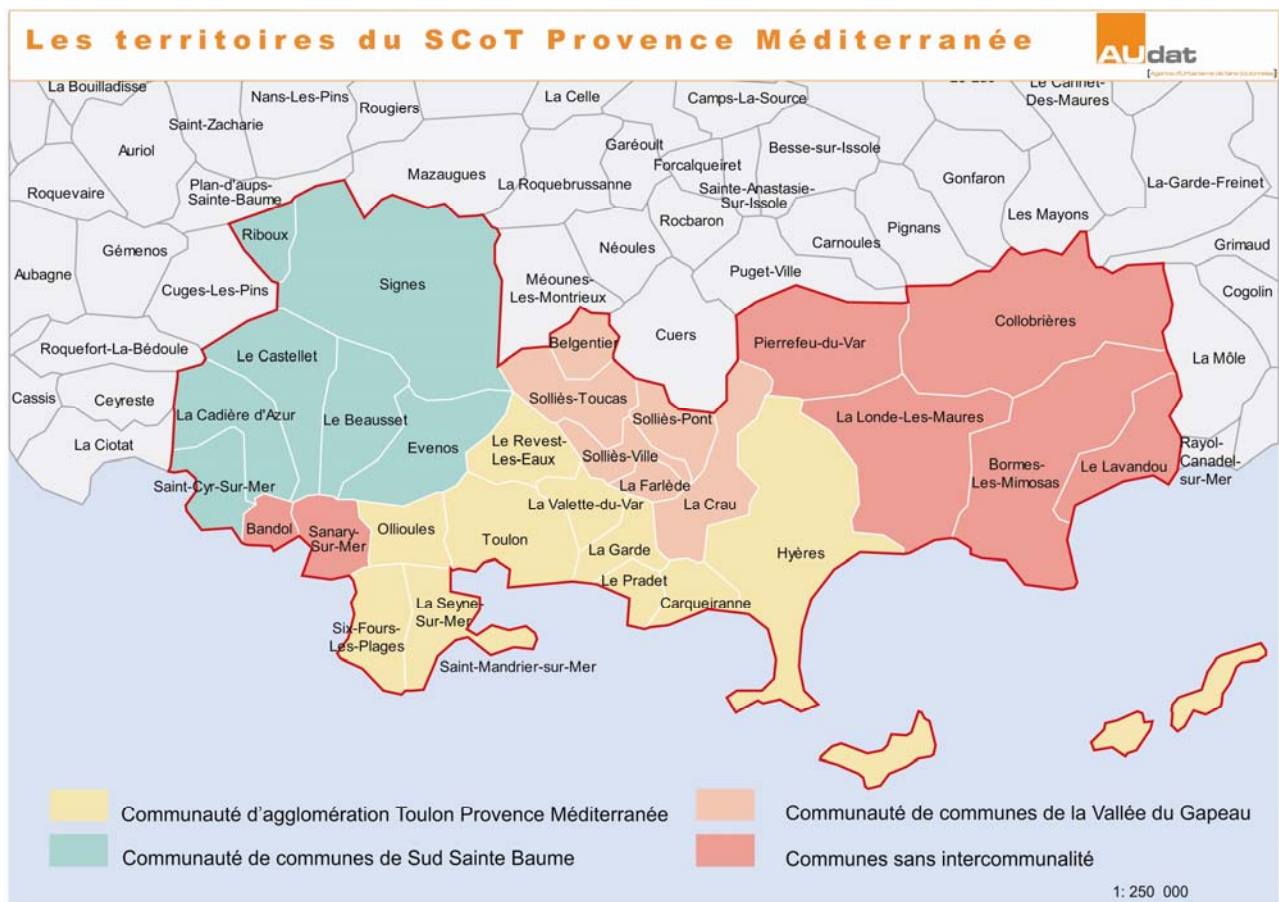 Les territoires du SCoT Provence Méditerranée
AUdat
La Bouilladisse
Nans-Les-Pins
Rougiers
La Celle
Camps-La-Source
Le Cannet-
Des-Maures
Saint-Zacharie
Auriol
Garéoult
Forcalqueiret
Besse-sur-Issole
Roquevaire
Plan-d'aups-
Sainte-Baume
Mazaugues
La Roquebrussanne
Sainte-Anastasie-
Sur-Issole
Gonfaron
La-Garde-Freinet
Rocbaron
Pignans
Les Mayons
Riboux
Gémenos
Néoules
Carnoules
Grimaud
Aubagne
Cuges-Les-Pins
Signes
Méounes-
Les-Montrieux
Puget-Ville
Cogolin
Roquefort-La-Bédoule
Le Castellet
Belgentier
Cuers
Pierrefeu-du-Var
Collobrières
La Môle
Cassis
Ceyreste
La Cadière d'Azur
Le Beausset
Solliès-Toucas
Solliès-Pont
La Londe-Les-Maures
La Ciotat
Evenos
Le Revest-
Les-Eaux
Solliès-Ville
Bormes-
Les-Mimosas
Le Lavandou
Rayol-
Canadel-
sur-Mer
Saint-Cyr-Sur-Mer
La Farlède
La Crau
Bandol
Sanary-
Sur-Mer
Ollioules
Toulon
La Valette-du-Var
La Garde
Hyères
Le Pradet
Carqueiranne
Six-Fours-
Les-Plages
La Seyne-
Sur-Mer
Saint-Mandrier-sur-Mer
Communauté d'agglomération Toulon Provence Méditerranée
Communauté de communes de la Vallée du Gapeau
Communauté de communes de Sud Sainte Baume
Communes sans intercommunalité
1: 250 000